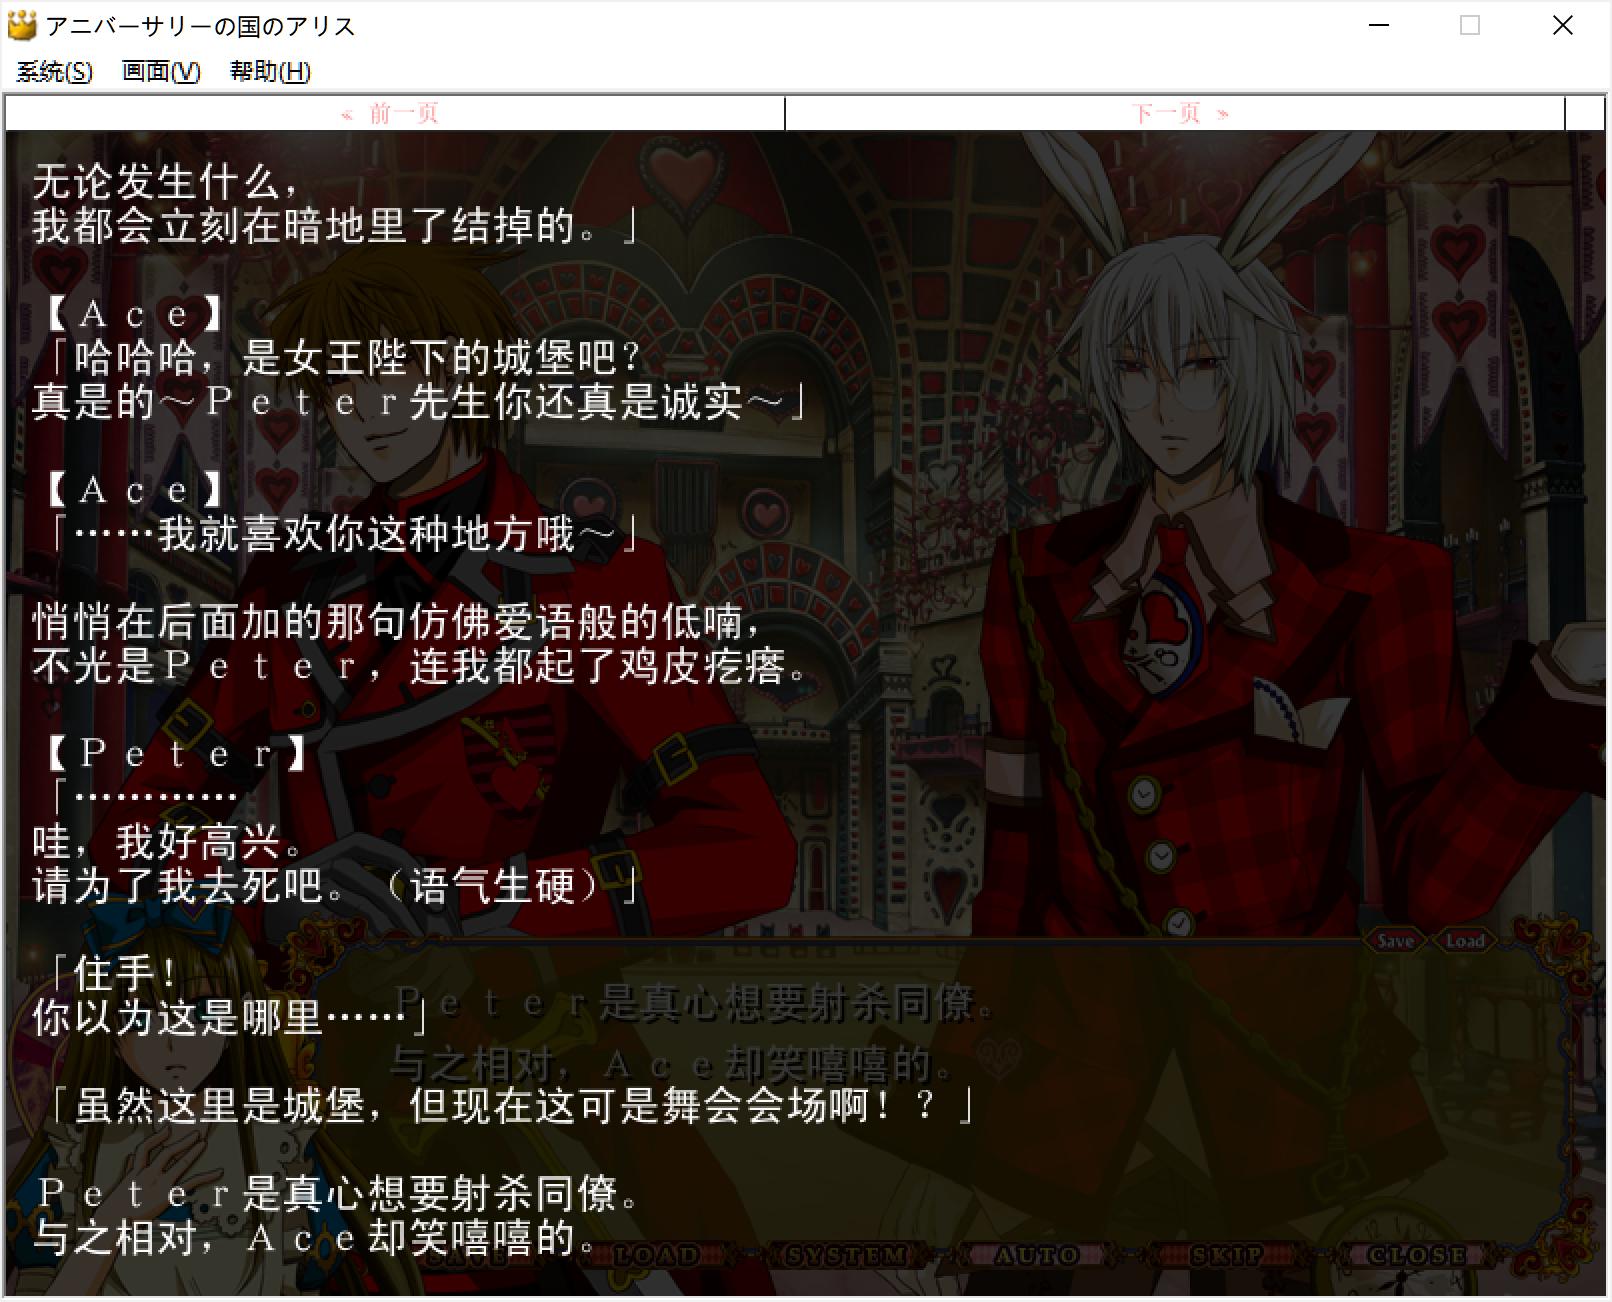 アニバーサリーの国のアリス
系统(S) 画面(V) 帮助(H)
« 前一页 下一页 »
无论发生什么，
我都会立刻在暗地里了结掉的。」
【Ａｃｅ】
「哈哈哈，是女王陛下的城堡吧？
真是的～Ｐｅｔｅｒ先生你还真是诚实～」
【Ａｃｅ】
「……我就喜欢你这种地方哦～」
悄悄在后面加的那句仿佛爱语般的低喃，
不光是Ｐｅｔｅｒ，连我都起了鸡皮疙瘩。
【Ｐｅｔｅｒ】
「…………
哇，我好高兴。
请为了我去死吧。（语气生硬）」
「住手！
你以为这是哪里……」
「虽然这里是城堡，但现在这可是舞会会场啊！？」
Ｐｅｔｅｒ是真心想要射杀同僚。
与之相对，Ａｃｅ却笑嘻嘻的。
Save Load
Ｐｅｔｅｒ是真心想要射杀同僚。
与之相对，Ａｃｅ却笑嘻嘻的。
SAVE LOAD SYSTEM AUTO SKIP CLOSE